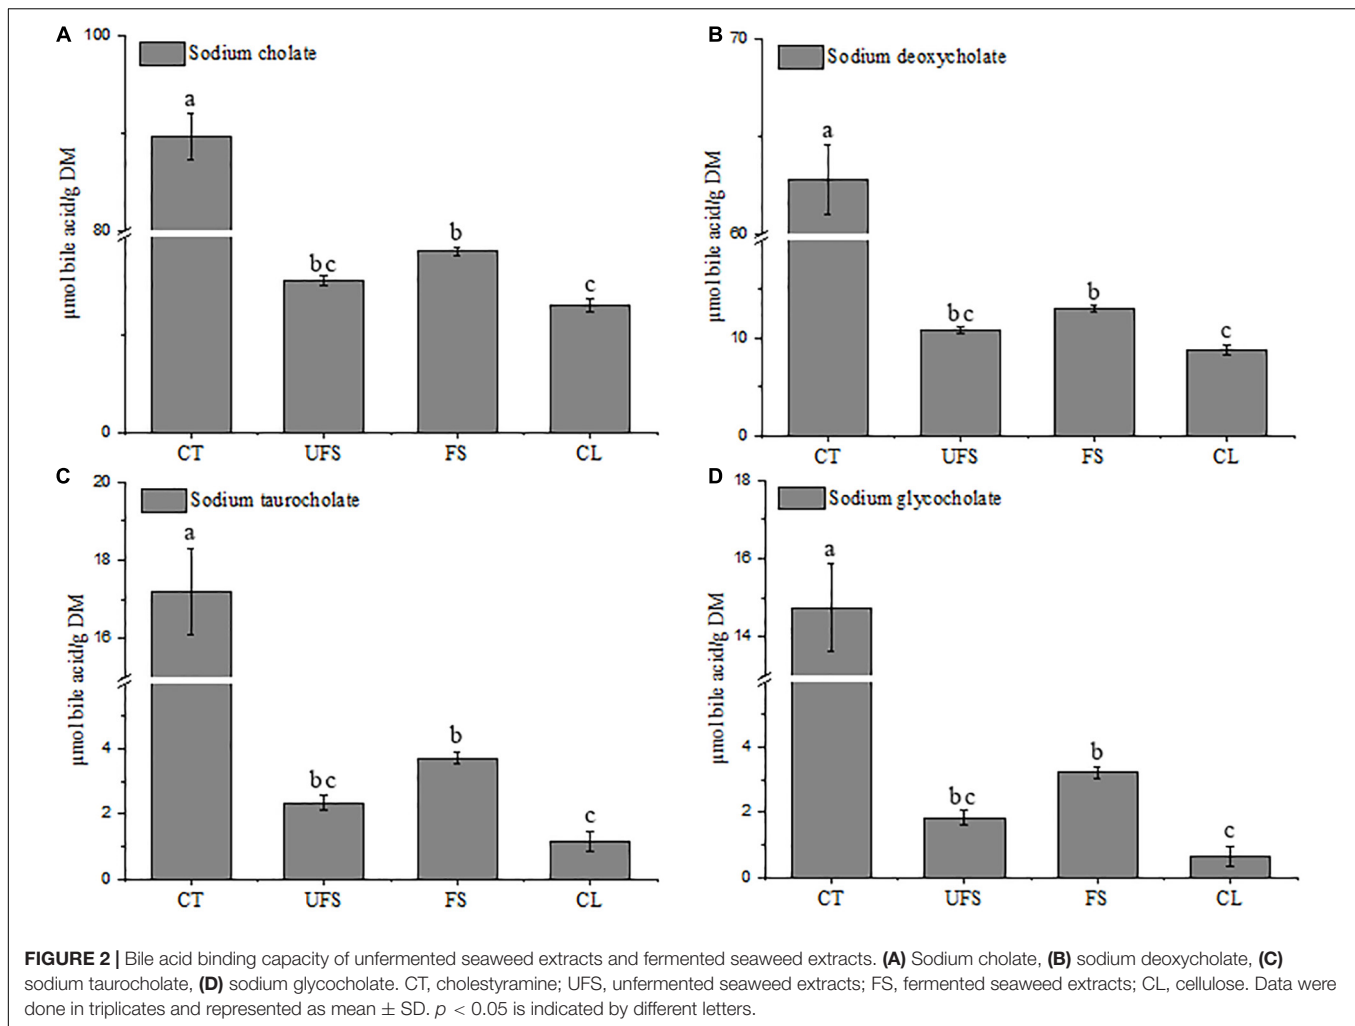 A
100
Sodium cholate
a
μmol bile acid/g DM
80
bc
b
c
0
CT UFS FS CL
B
70
Sodium deoxycholate
a
μmol bile acid/g DM
60
bc
b
c
10
0
CT UFS FS CL
C
20
Sodium taurocholate
a
18
μmol bile acid/g DM
16
4
bc
b
c
2
0
CT UFS FS CL
D
18
Sodium glycocholate
a
16
μmol bile acid/g DM
14
4
bc
b
c
2
0
CT UFS FS CL
FIGURE 2 | Bile acid binding capacity of unfermented seaweed extracts and fermented seaweed extracts. (A) Sodium cholate, (B) sodium deoxycholate, (C)
sodium taurocholate, (D) sodium glycocholate. CT, cholestyramine; UFS, unfermented seaweed extracts; FS, fermented seaweed extracts; CL, cellulose. Data were
done in triplicates and represented as mean ± SD. p < 0.05 is indicated by different letters.